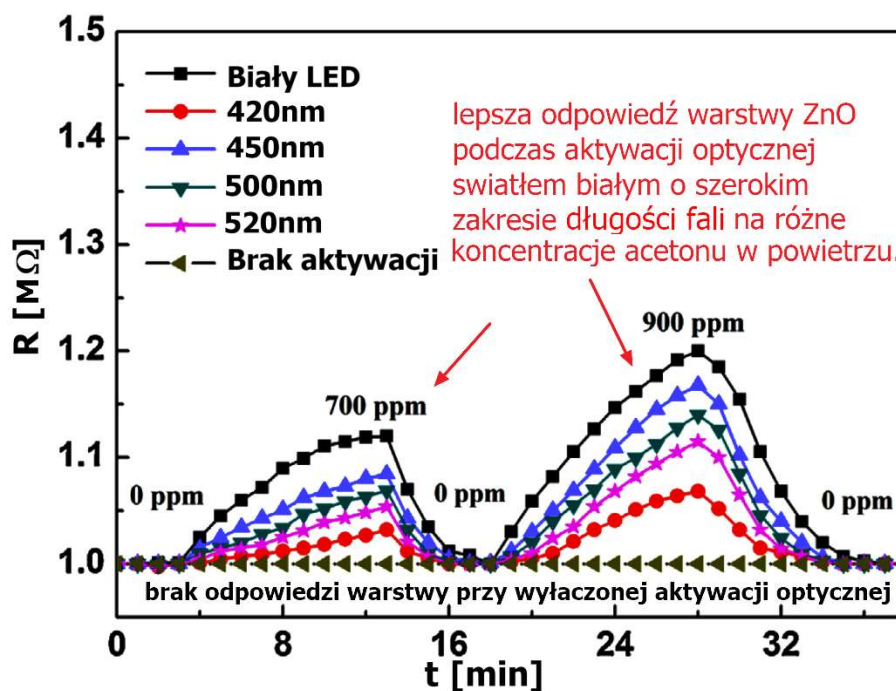 1.5
1.4
1.3
1.2
1.1
1.0
R [MΩ]
Biały LED
420nm
450nm
500nm
520nm
Brak aktywacji
lepsza odpowiedź warstwy ZnO
podczas aktywacji optycznej
swiatłem białym o szerokim
zakresie długości fali na różne
koncentracje acetonu w powietrzu.
900 ppm
700 ppm
0 ppm
0 ppm
0 ppm
brak odpowiedzi warstwy przy wyłaczonej aktywacji optycznej
0
8
16
24
32
t [min]